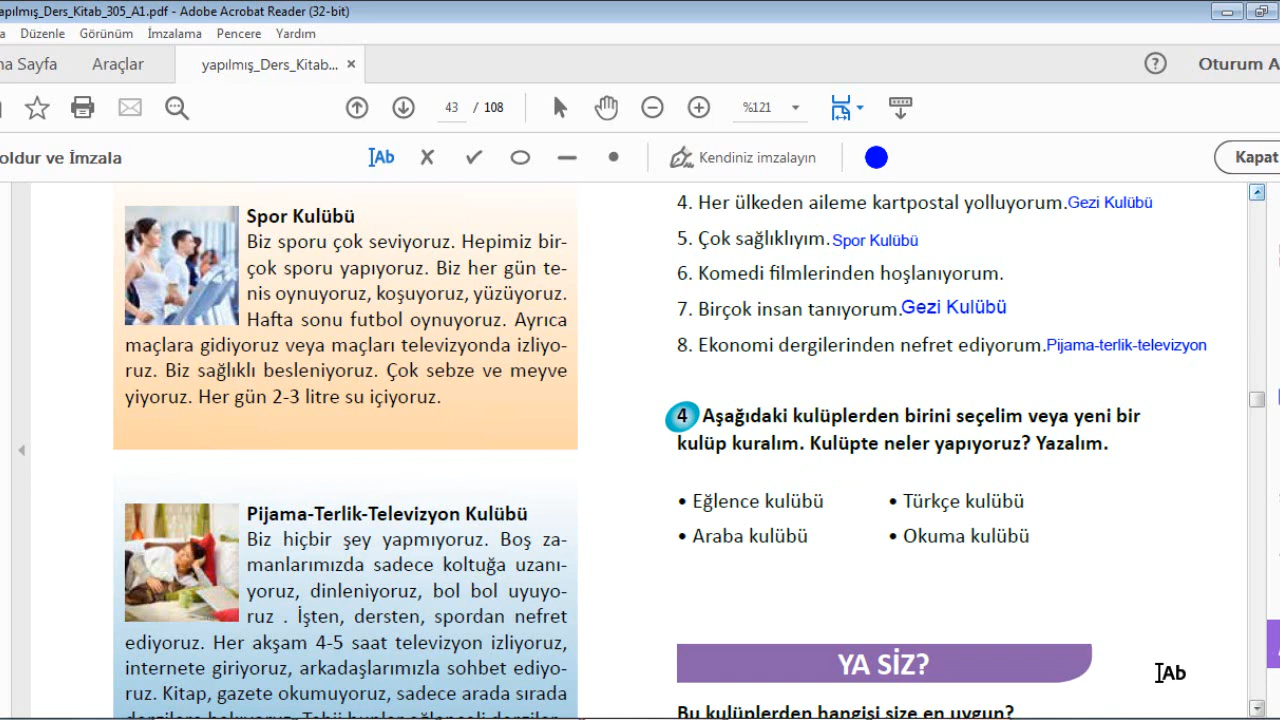 apılmış_Ders_Kitab_305_A1.pdf - Adobe Acrobat Reader (32-bit)
Düzenle Görünüm İmzalama Pencere Yardım
na Sayfa Araçlar yapılmış_Ders_Kitab... × ? Oturum A
43 / 108 %121
oldur ve İmzala Ab Kendiniz imzalayın Kapat
Spor Kulübü
Biz sporu çok seviyoruz. Hepimiz bir-
çok sporu yapıyoruz. Biz her gün te-
nis oynuyoruz, koşuyoruz, yüzüyoruz.
Hafta sonu futbol oynuyoruz. Ayrıca
maçlara gidiyoruz veya maçları televizyonda izliyo-
ruz. Biz sağlıklı besleniyoruz. Çok sebze ve meyve
yiyoruz. Her gün 2-3 litre su içiyoruz.
Pijama-Terlik-Televizyon Kulübü
Biz hiçbir şey yapmıyoruz. Boş za-
manlarımızda sadece koltuğa uzanı-
yoruz, dinleniyoruz, bol bol uyuyo-
ruz . İşten, dersten, spordan nefret
ediyoruz. Her akşam 4-5 saat televizyon izliyoruz,
internete giriyoruz, arkadaşlarımızla sohbet ediyo-
ruz. Kitap, gazete okumuyoruz, sadece arada sırada
4. Her ülkeden aileme kartpostal yolluyorum.Gezi Kulübü
5. Çok sağlıklıyım.Spor Kulübü
6. Komedi filmlerinden hoşlanıyorum.
7. Birçok insan tanıyorum.Gezi Kulübü
8. Ekonomi dergilerinden nefret ediyorum.Pijama-terlik-televizyon
4 Aşağıdaki kulüplerden birini seçelim veya yeni bir
kulüp kuralım. Kulüpte neler yapıyoruz? Yazalım.
• Eğlence kulübü • Türkçe kulübü
• Araba kulübü • Okuma kulübü
YA SİZ?
Ab
Bu kulüplerden hangisi size en uygun?